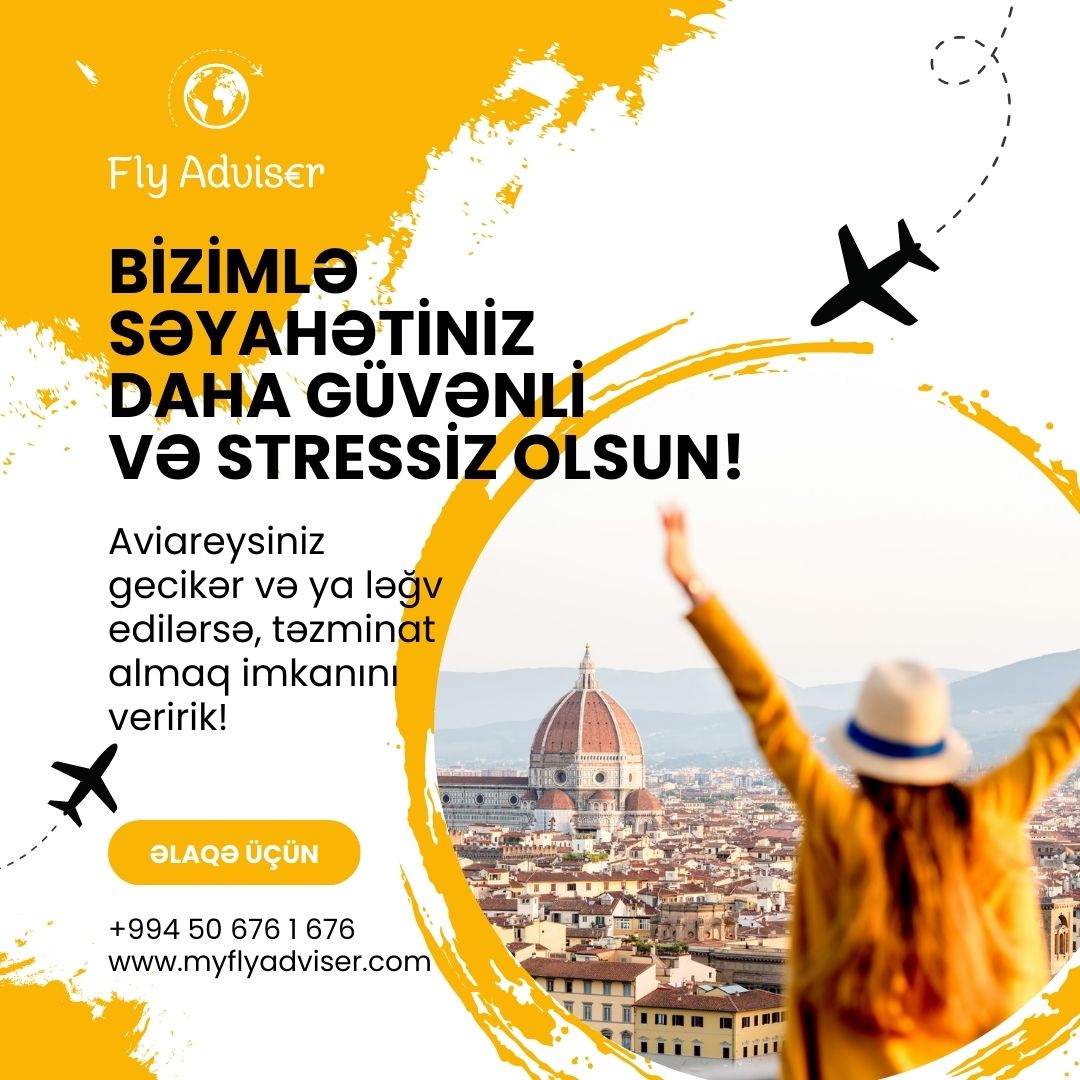 Fly Advis€r
BİZİMLƏ
SƏYAHƏTİNİZ
DAHA GÜVƏNLİ
VƏ STRESSİZ OLSUN!
Aviareysiniz
gecikər və ya ləğv
edilərsə, təzminat
almaq imkanını
veririk!
ƏLAQƏ ÜÇÜN
+994 50 676 1 676
www.myflyadviser.com